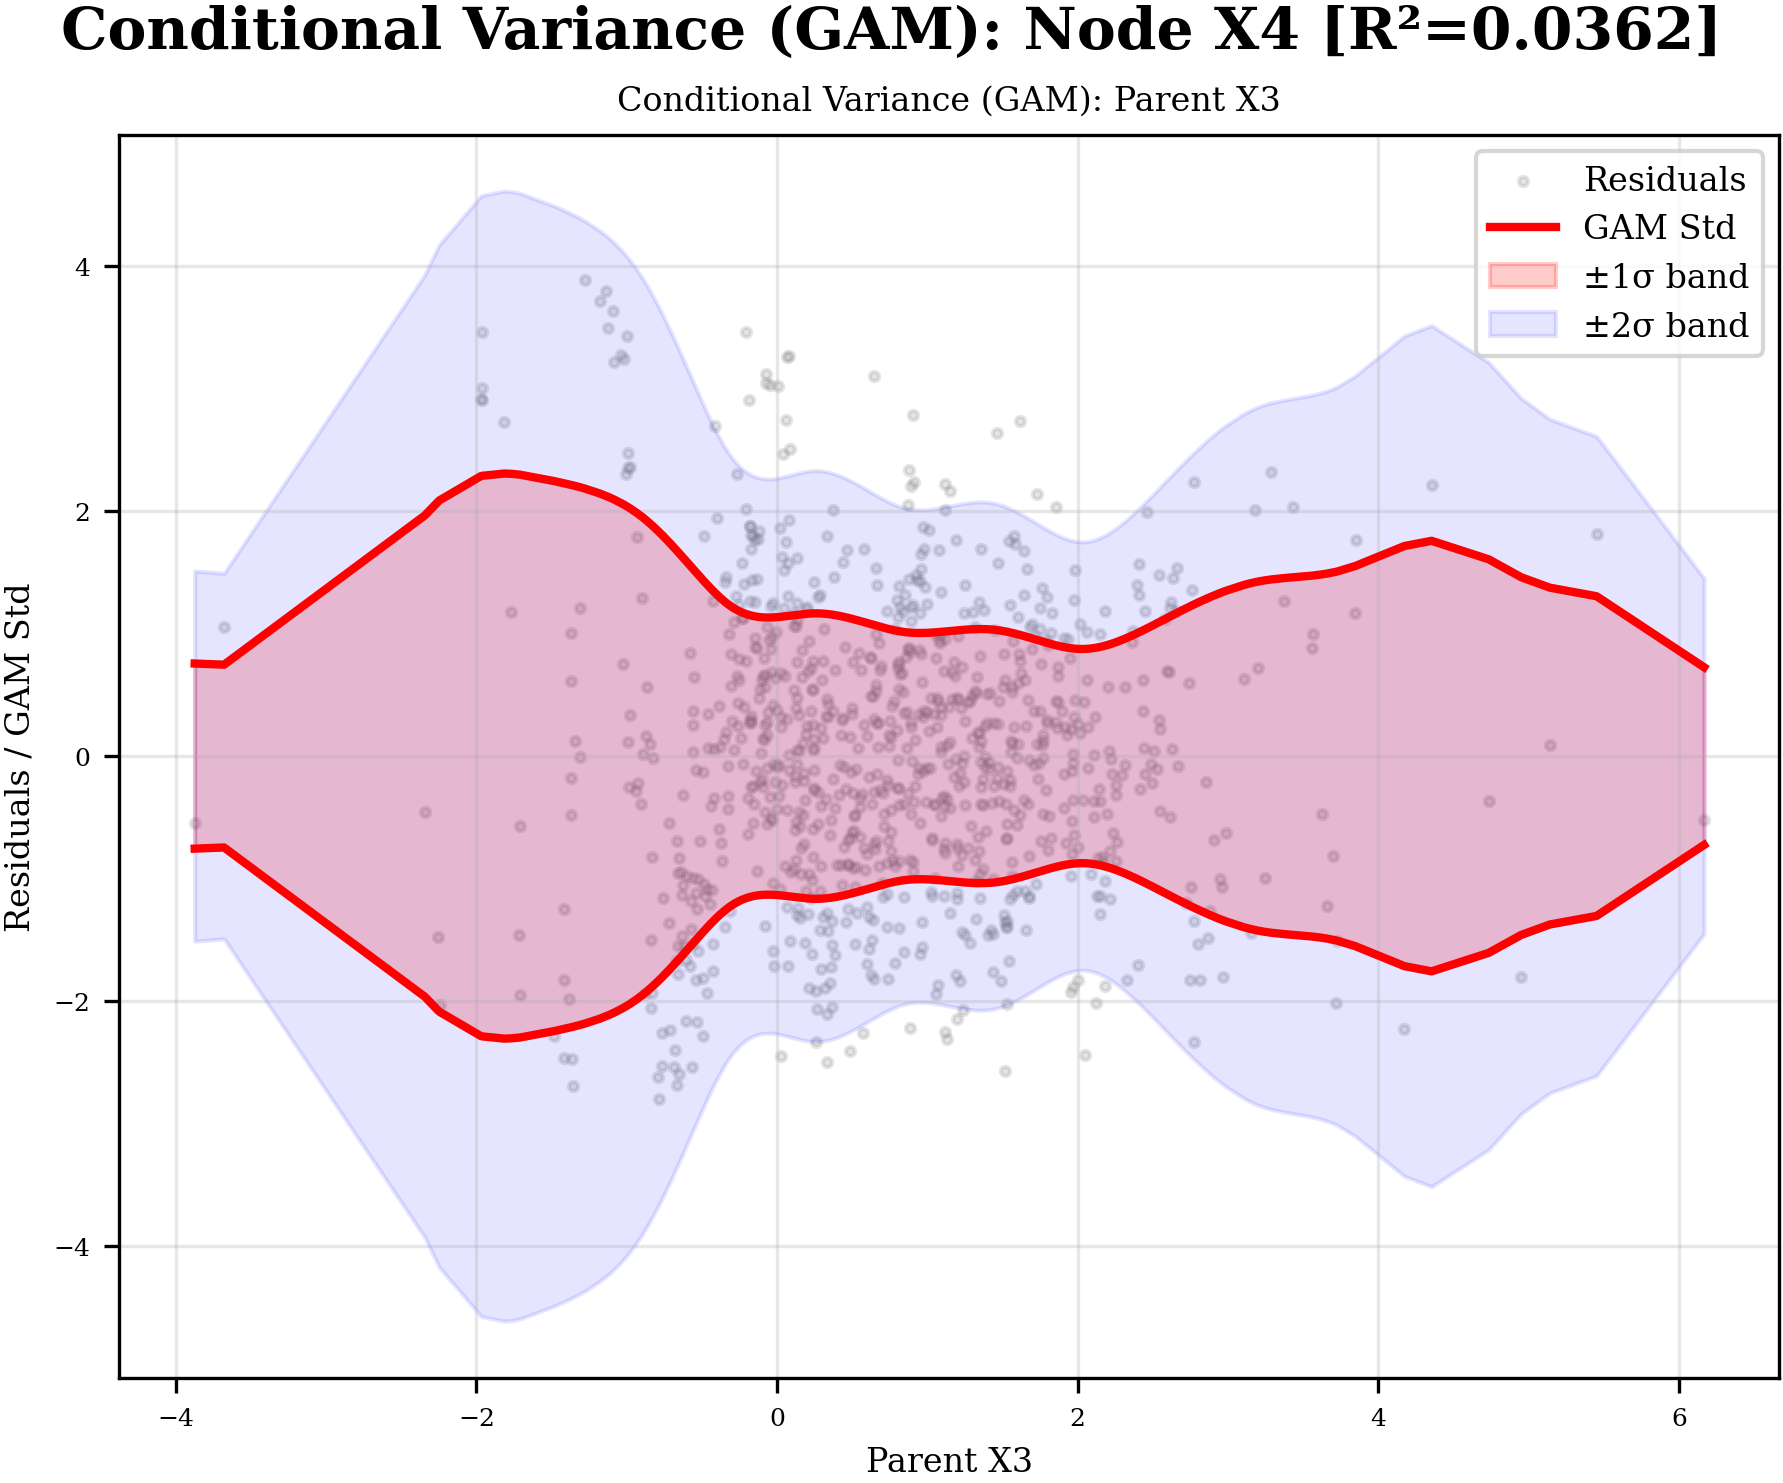 Conditional Variance (GAM): Node X4 [R²=0.0362]
Conditional Variance (GAM): Parent X3
Residuals
GAM Std
±1σ band
±2σ band
Residuals / GAM Std
4
2
0
−2
−4
−4
−2
0
2
4
6
Parent X3